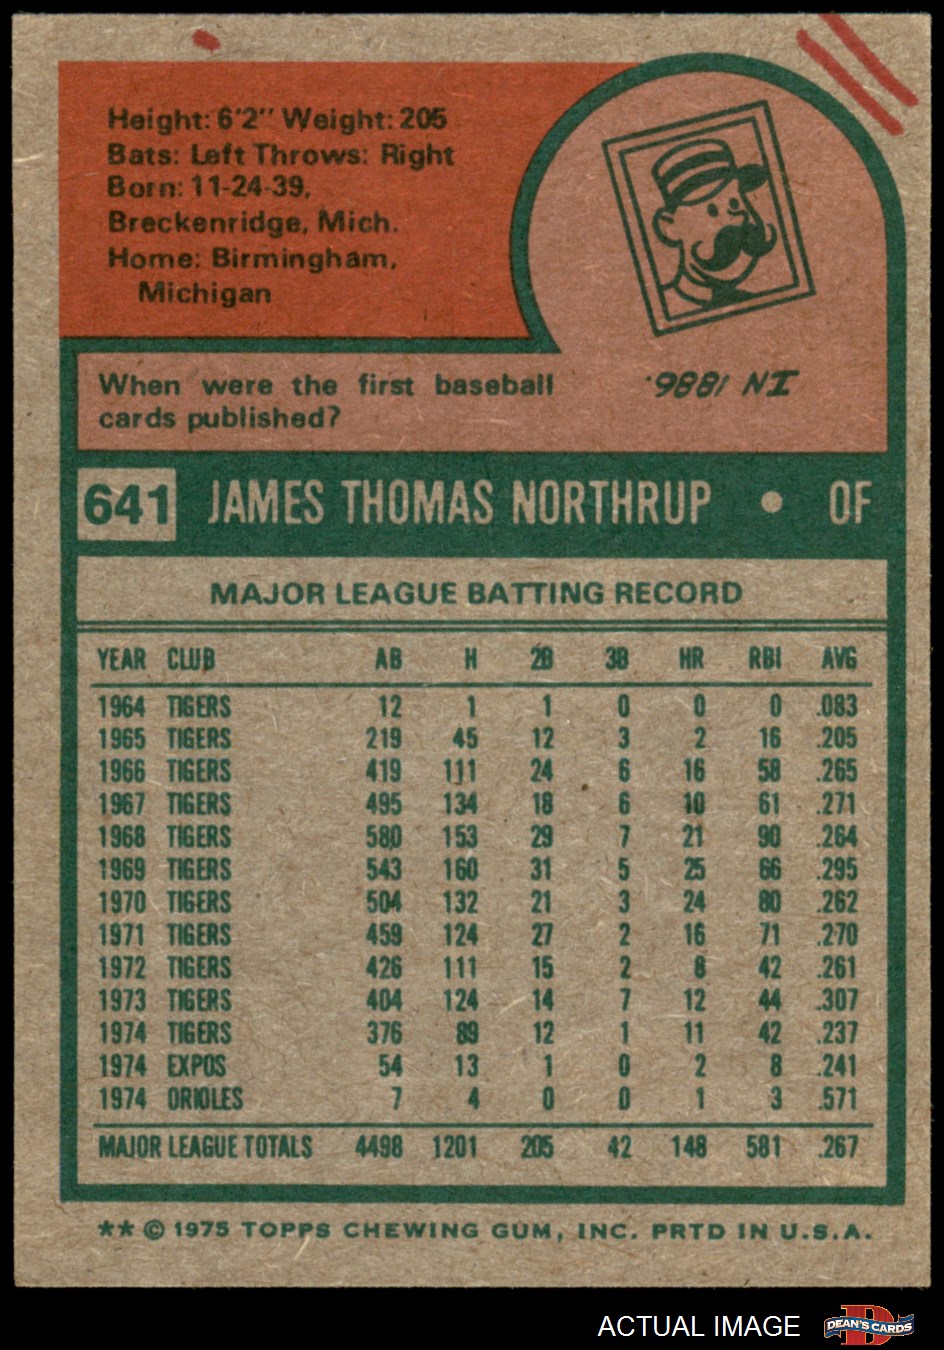 Height: 6'2" Weight: 205
Bats: Left Throws: Right
Born: 11-24-39,
Breckenridge, Mich.
Home: Birmingham,
Michigan
When were the first baseball
cards published?
IN 1886.
641 JAMES THOMAS NORTHRUP • OF
MAJOR LEAGUE BATTING RECORD
YEAR CLUB AB H 2B 3B HR RBI AVG
1964 TIGERS 12 1 1 0 0 0 .083
1965 TIGERS 219 45 12 3 2 16 .205
1966 TIGERS 419 111 24 6 16 58 .265
1967 TIGERS 495 134 18 6 10 61 .271
1968 TIGERS 580 153 29 7 21 90 .264
1969 TIGERS 543 160 31 5 25 66 .295
1970 TIGERS 504 132 21 3 24 80 .262
1971 TIGERS 459 124 27 2 16 71 .270
1972 TIGERS 426 111 15 2 8 42 .261
1973 TIGERS 404 124 14 7 12 44 .307
1974 TIGERS 376 89 12 1 11 42 .237
1974 EXPOS 54 13 1 0 2 8 .241
1974 ORIOLES 7 4 0 0 1 3 .571
MAJOR LEAGUE TOTALS 4498 1201 205 42 148 581 .267
** © 1975 TOPPS CHEWING GUM, INC. PRTD IN U.S.A.
ACTUAL IMAGE
DEAN'S CARDS